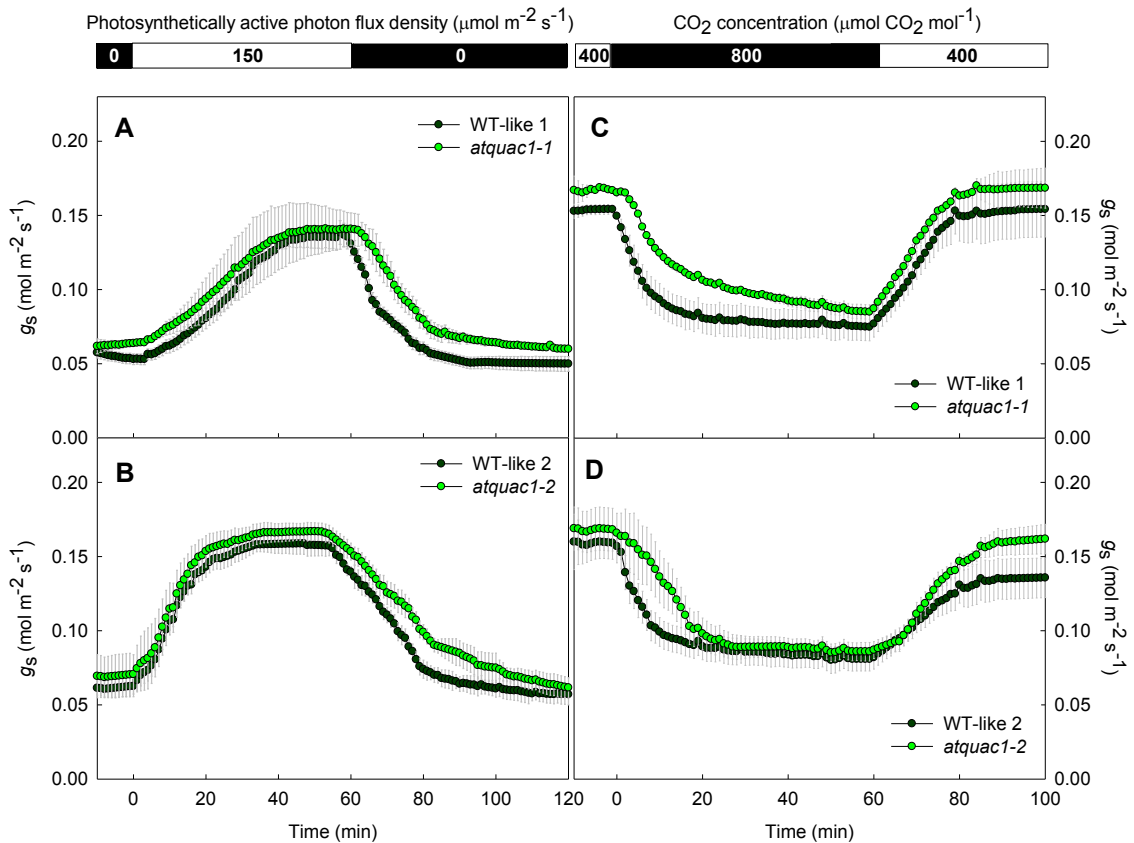 Photosynthetically active photon flux density (μmol m⁻² s⁻¹)
CO₂ concentration (μmol CO₂ mol⁻¹)
0 150 0
400 800 400
A
WT-like 1
atquac1-1
0.20
0.15
0.10
0.05
0.00
gₛ (mol m⁻² s⁻¹)
C
WT-like 1
atquac1-1
0.20
0.15
0.10
0.05
0.00
gₛ (mol m⁻² s⁻¹)
B
WT-like 2
atquac1-2
0.20
0.15
0.10
0.05
0.00
gₛ (mol m⁻² s⁻¹)
0 20 40 60 80 100 120
Time (min)
D
WT-like 2
atquac1-2
0.20
0.15
0.10
0.05
0.00
gₛ (mol m⁻² s⁻¹)
0 20 40 60 80 100
Time (min)